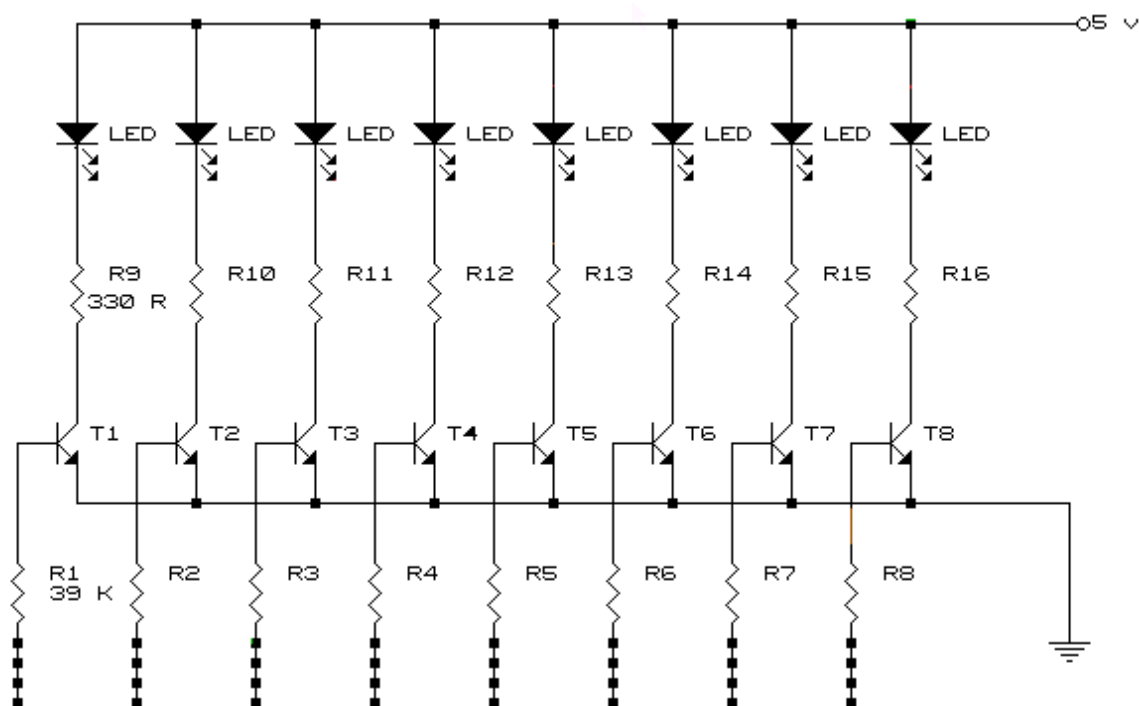 5 V
LED LED LED LED LED LED LED LED
R9 R10 R11 R12 R13 R14 R15 R16
330 R
T1 T2 T3 T4 T5 T6 T7 T8
R1 R2 R3 R4 R5 R6 R7 R8
39 K